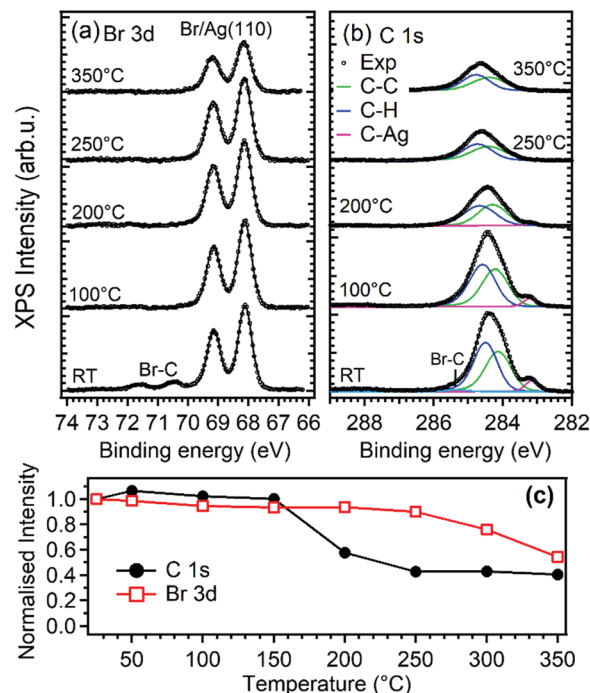 (a) Br 3d
Br/Ag(110)
350°C
250°C
200°C
100°C
RT
Br-C
XPS Intensity (arb.u.)
74 73 72 71 70 69 68 67 66
Binding energy (eV)
(b) C 1s
Exp
C-C
C-H
C-Ag
350°C
250°C
200°C
100°C
Br-C
RT
288 286 284 282
Binding energy (eV)
(c)
Normalised Intensity
1.0
0.8
0.6
0.4
0.2
0.0
C 1s
Br 3d
50 100 150 200 250 300 350
Temperature (°C)